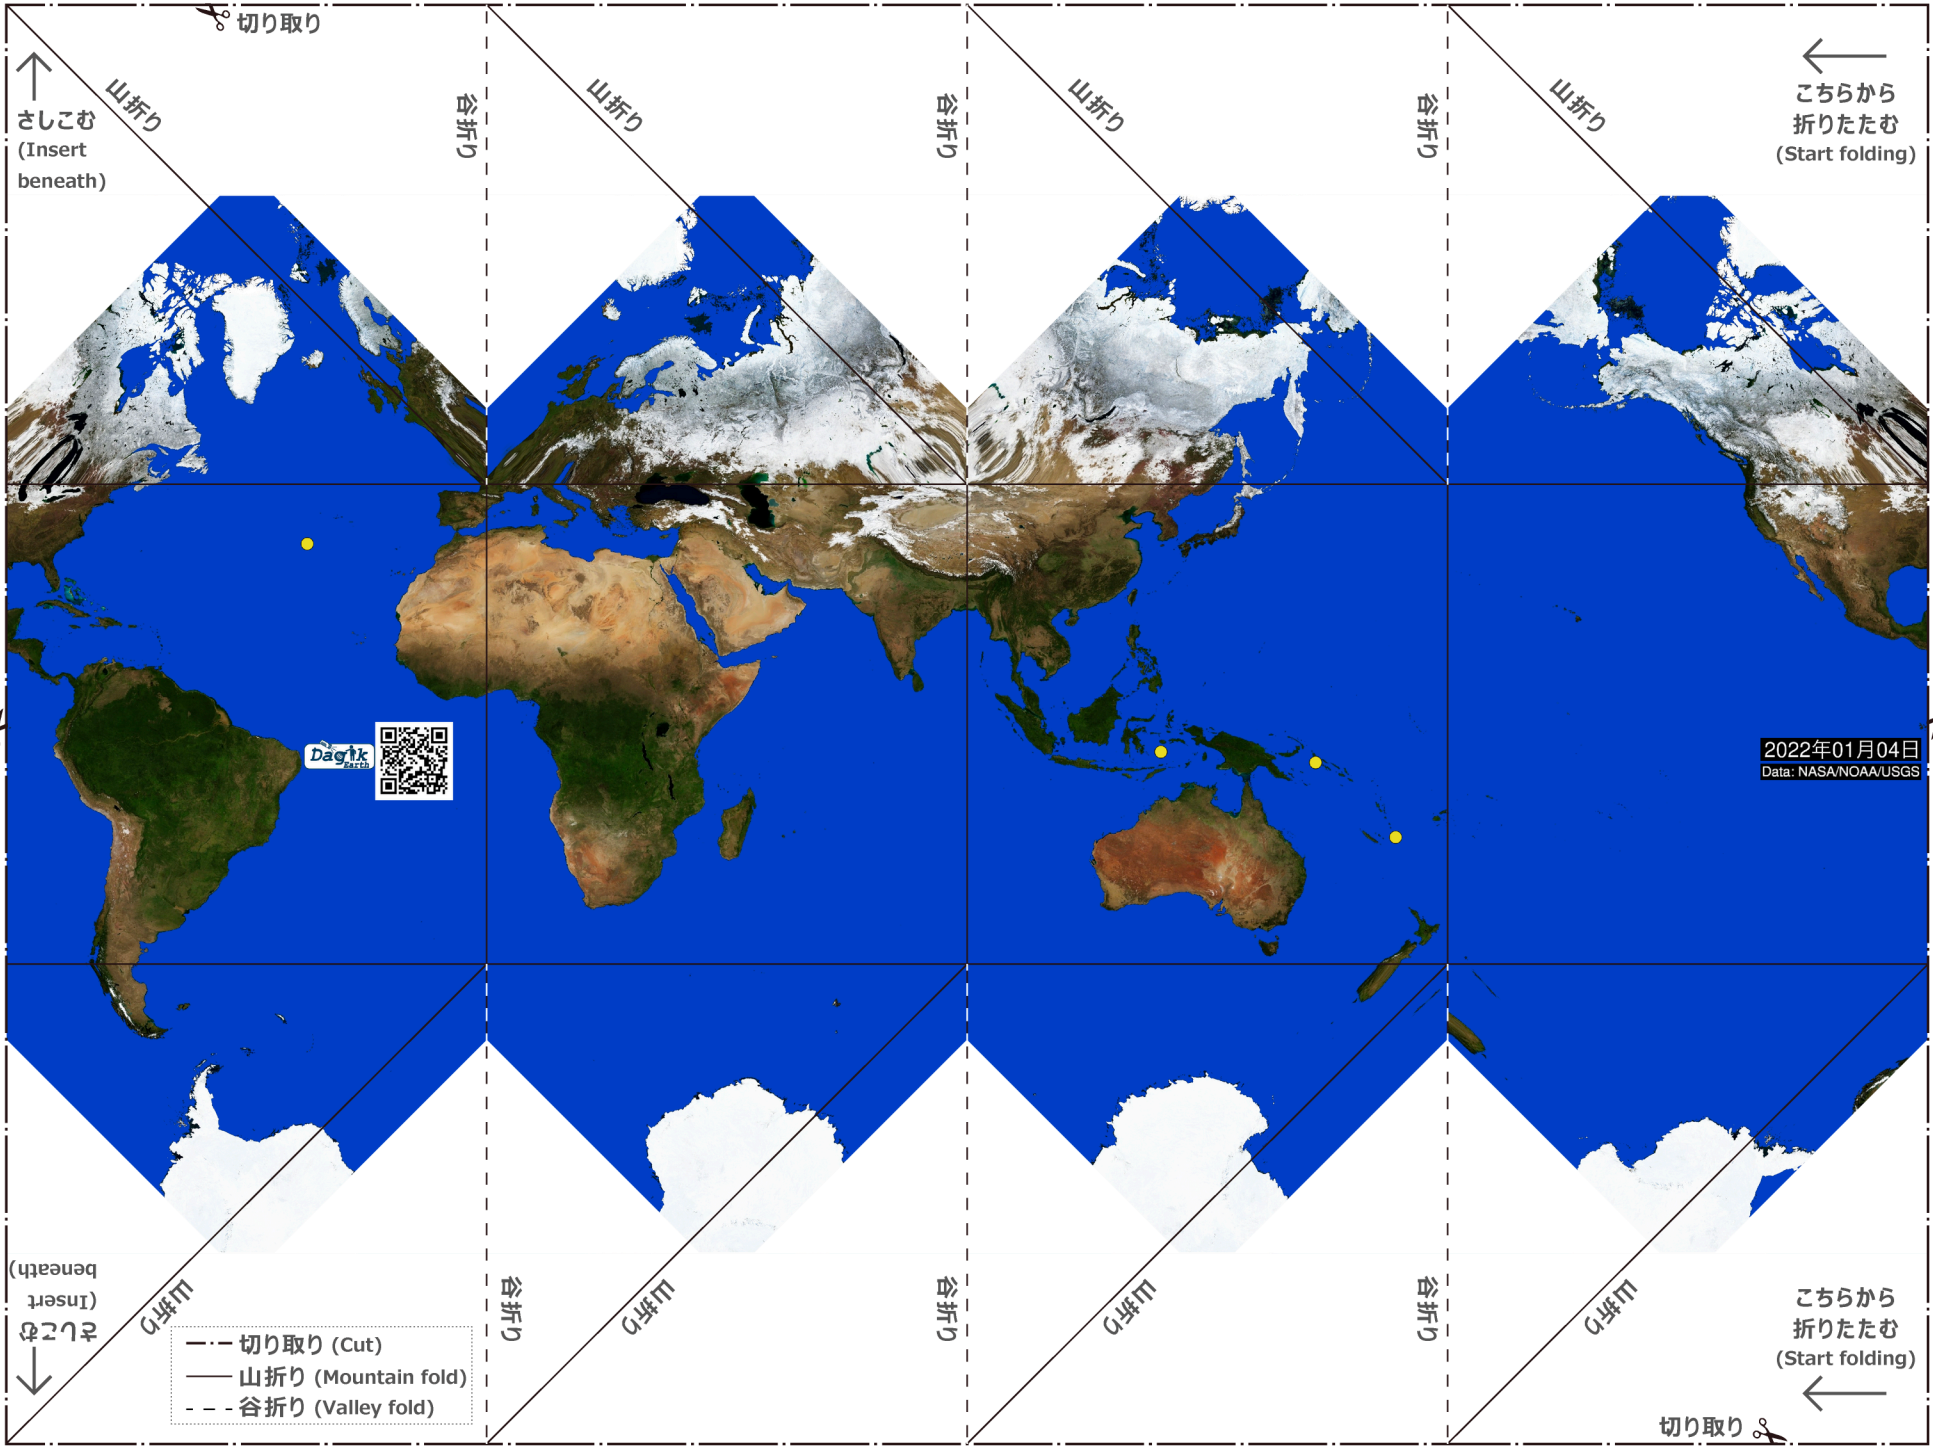 切り取り
さしこむ
(Insert
beneath)
山折り
谷折り
山折り
谷折り
山折り
谷折り
山折り
こちらから
折りたたむ
(Start folding)
Dagik
Earth
2022年01月04日
Data: NASA/NOAA/USGS
さしこむ
(Insert
beneath)
山折り
谷折り
山折り
谷折り
山折り
谷折り
山折り
こちらから
折りたたむ
(Start folding)
切り取り (Cut)
山折り (Mountain fold)
谷折り (Valley fold)
切り取り